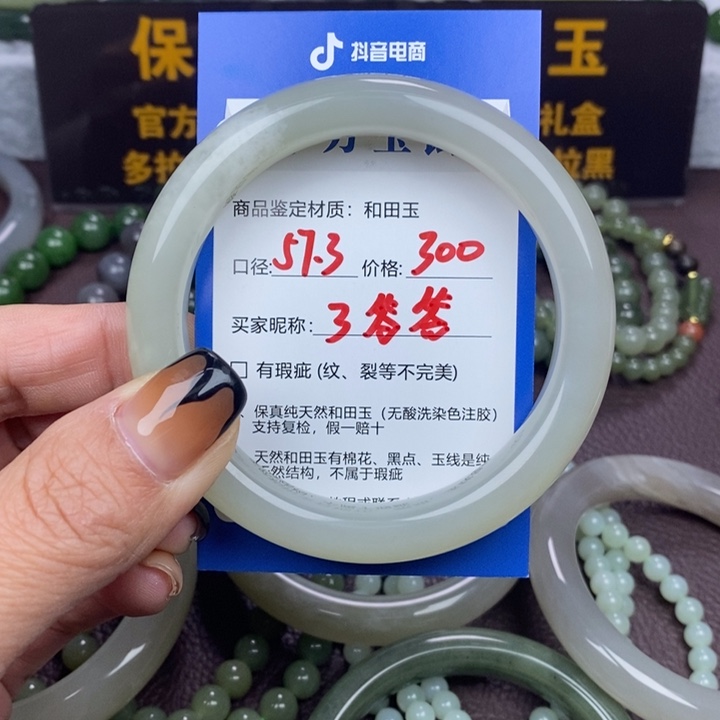 保 玉
官方 礼盒
多拍 拉黑
抖音电商
商品鉴定材质：和田玉
口径:57.3 价格:300
买家昵称:3爸爸
□ 有瑕疵 (纹、裂等不完美)
、保真纯天然和田玉（无酸洗染色注胶）
支持复检，假一赔十
天然和田玉有棉花、黑点、玉线是纯
天然结构，不属于瑕疵